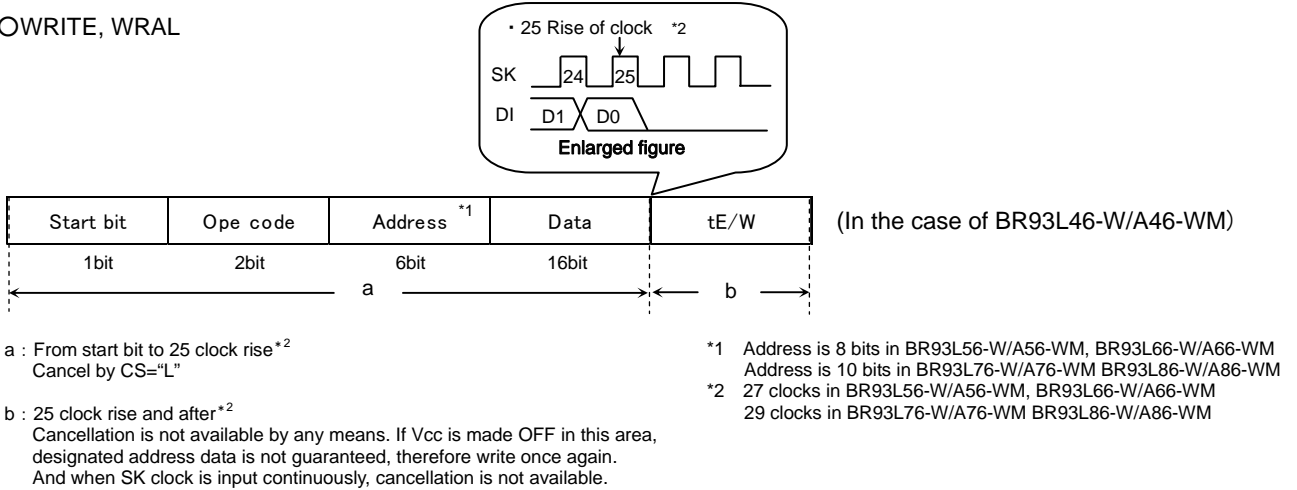 ○WRITE, WRAL
・25 Rise of clock *2
SK 24 25
DI D1 D0
Enlarged figure
Start bit Ope code Address *1 Data tE/W (In the case of BR93L46-W/A46-WM)
1bit 2bit 6bit 16bit
a b
a : From start bit to 25 clock rise*2
Cancel by CS="L"
b : 25 clock rise and after*2
Cancellation is not available by any means. If Vcc is made OFF in this area,
designated address data is not guaranteed, therefore write once again.
And when SK clock is input continuously, cancellation is not available.
*1 Address is 8 bits in BR93L56-W/A56-WM, BR93L66-W/A66-WM
Address is 10 bits in BR93L76-W/A76-WM BR93L86-W/A86-WM
*2 27 clocks in BR93L56-W/A56-WM, BR93L66-W/A66-WM
29 clocks in BR93L76-W/A76-WM BR93L86-W/A86-WM